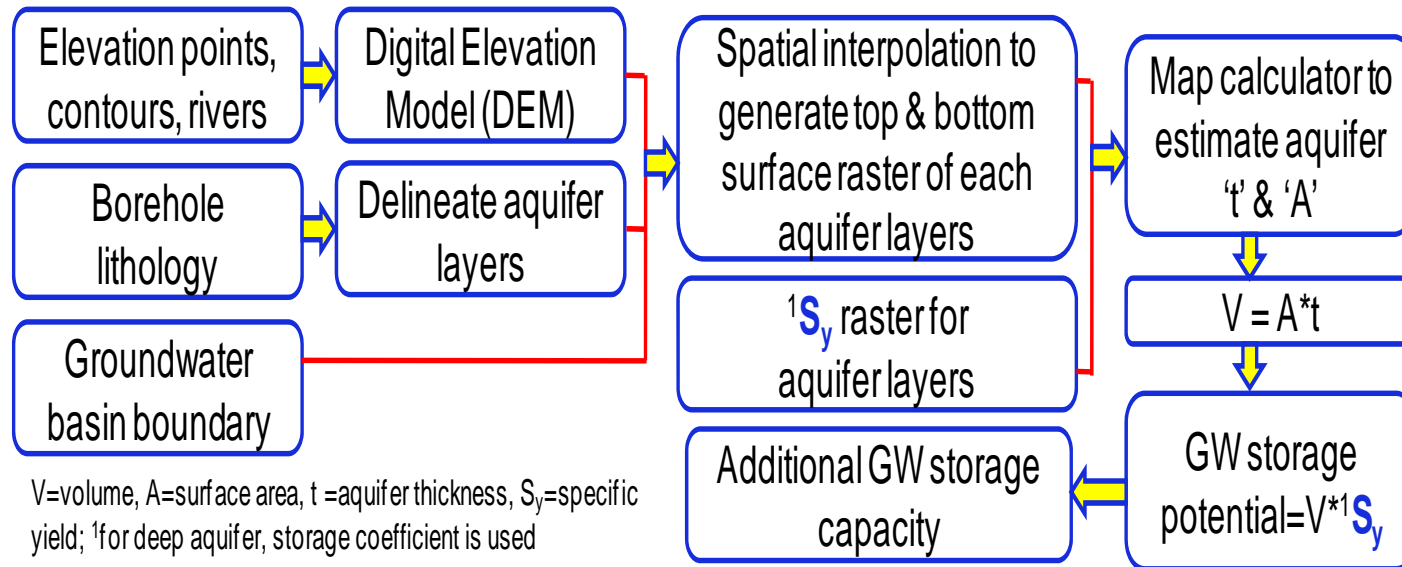 Elevation points,
contours, rivers
Digital Elevation
Model (DEM)
Borehole
lithology
Delineate aquifer
layers
Groundwater
basin boundary
Spatial interpolation to
generate top & bottom
surface raster of each
aquifer layers
¹Sy raster for
aquifer layers
Map calculator to
estimate aquifer
‘t’ & ‘A’
V = A*t
GW storage
potential=V*¹Sy
Additional GW storage
capacity
V=volume, A=surface area, t =aquifer thickness, Sy=specific
yield; ¹for deep aquifer, storage coefficient is used